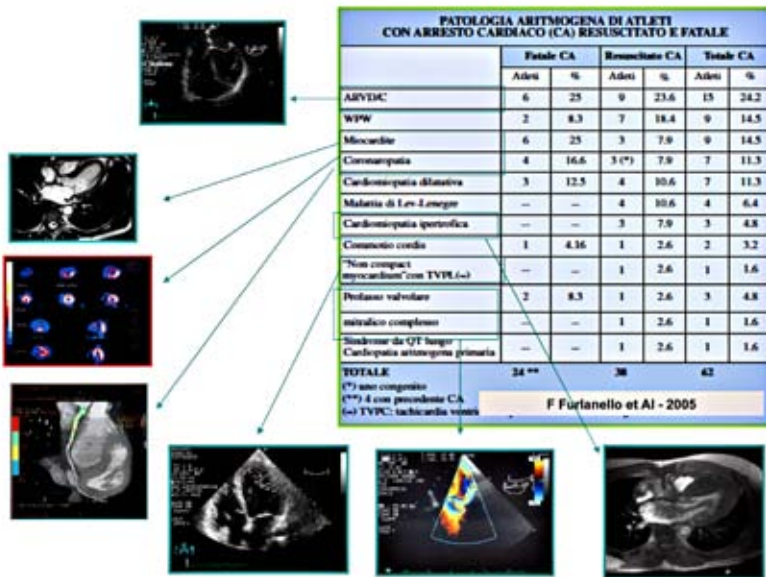 PATOLOGIA ARITMOGENA DI ATLETI
CON ARRESTO CARDIACO (CA) RESUSCITATO E FATALE
Fatale CA Resuscitato CA Totale CA
Atleti % Atleti % Atleti %
ARVD/C 6 25 9 23.6 15 24.2
WPW 2 8.3 7 18.4 9 14.5
Miocardite 6 25 3 7.9 9 14.5
Coronaropatia 4 16.6 3 (*) 7.9 7 11.3
Cardiomiopatia dilatativa 3 12.5 4 10.6 7 11.3
Malattia di Lev-Lenegre -- -- 4 10.6 4 6.4
Cardiomiopatia ipertrofica -- -- 3 7.9 3 4.8
Commotio cordis 1 4.16 1 2.6 2 3.2
"Non compact
myocardium" con TVPL(~) -- -- 1 2.6 1 1.6
Prolasso valvolare 2 8.3 1 2.6 3 4.8
mitralico complesso -- -- 1 2.6 1 1.6
Sindrome da QT lungo
Cardiopatia aritmogena primaria -- -- 1 2.6 1 1.6
TOTALE 24 ** 38 62
(*) uno congenito
(**) 4 con precedente CA
(~) TVPC: tachicardia ventri
F Furlanello et Al - 2005